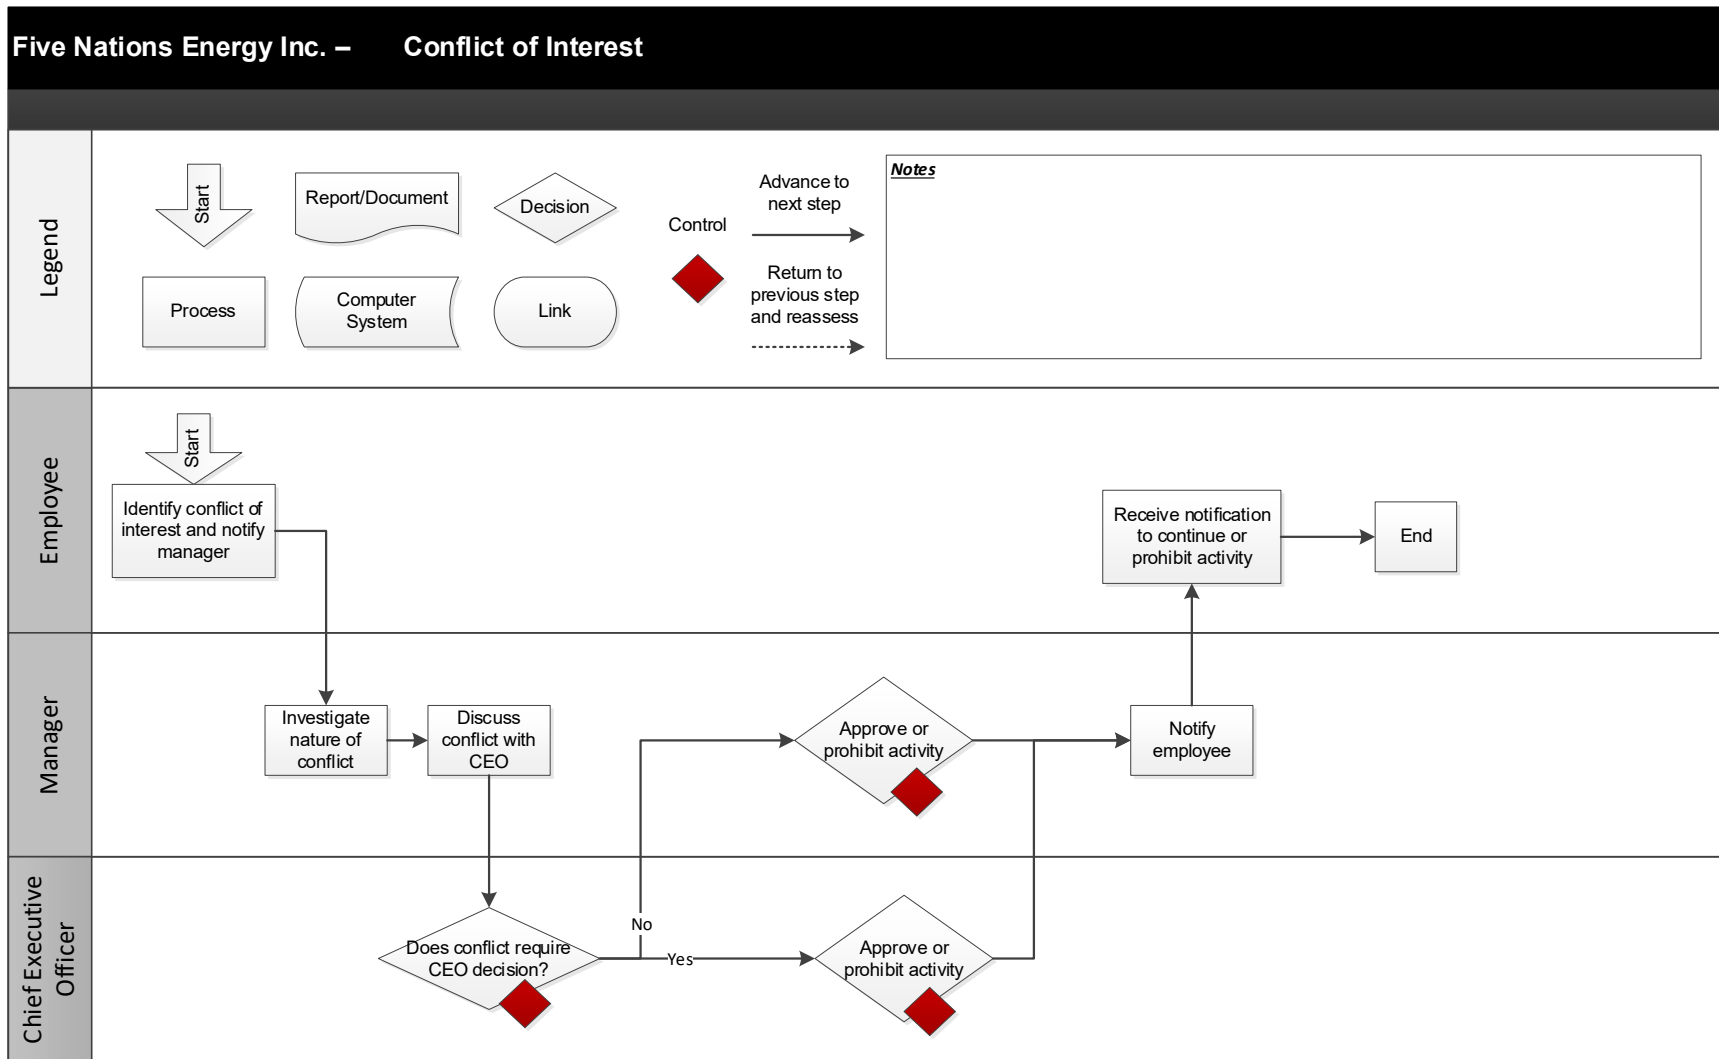 Five Nations Energy Inc. – Conflict of Interest
Legend
Start
Report/Document
Decision
Process
Computer
System
Link
Control
Advance to
next step
Return to
previous step
and reassess
Notes
Employee
Start
Identify conflict of
interest and notify
manager
Receive notification
to continue or
prohibit activity
End
Manager
Investigate
nature of
conflict
Discuss
conflict with
CEO
Approve or
prohibit activity
Notify
employee
Chief Executive
Officer
Does conflict require
CEO decision?
No
Yes
Approve or
prohibit activity